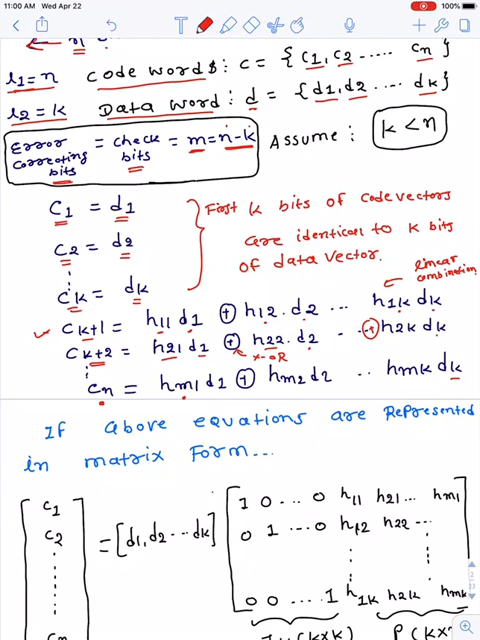 11:00 AM Wed Apr 22
100%
l1 = n code words : c = { c1, c2 ..... cn }
l2 = k Data word : d = { d1, d2 ... dk }
Error correcting bits = check bits = m = n-k Assume : k < n
c1 = d1
c2 = d2
⋮
ck = dk
First k bits of code vectors
are identical to k bits
of data vector.
linear combination
ck+1 = h11 d1 ⊕ h12 . d2 ... h1k dk
ck+2 = h21 d1 ⊕ h22 . d2 ... ⊕ h2k dk
x-OR
⋮
cn = hm1 d1 ⊕ hm2 d2 .. hmk dk
If Above equations are Represented
in matrix Form...
[ c1 c2 ⋮ cn ] = [d1, d2 ... dk]
1 0 .... 0 h11 h21 ... hm1
0 1 .... 0 h12 h22 ...
0 0 .... 1 h1k h2k hmk
(k×k) P (k×